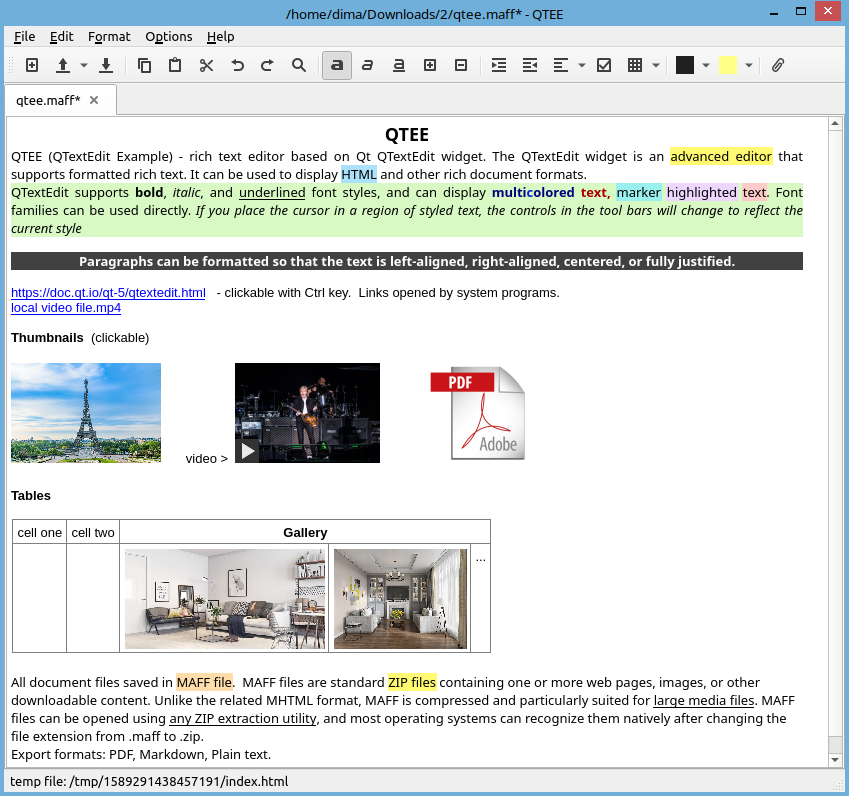 /home/dima/Downloads/2/qtee.maff* - QTEE
File Edit Format Options Help
a a a
qtee.maff*
QTEE
QTEE (QTextEdit Example) - rich text editor based on Qt QTextEdit widget. The QTextEdit widget is an advanced editor that
supports formatted rich text. It can be used to display HTML and other rich document formats.
QTextEdit supports bold, italic, and underlined font styles, and can display multicolored text, marker highlighted text. Font
families can be used directly. If you place the cursor in a region of styled text, the controls in the tool bars will change to reflect the
current style
Paragraphs can be formatted so that the text is left-aligned, right-aligned, centered, or fully justified.
https://doc.qt.io/qt-5/qtextedit.html - clickable with Ctrl key. Links opened by system programs.
local video file.mp4
Thumbnails (clickable)
PDF
Adobe
video >
Tables
cell one cell two Gallery
...
All document files saved in MAFF file. MAFF files are standard ZIP files containing one or more web pages, images, or other
downloadable content. Unlike the related MHTML format, MAFF is compressed and particularly suited for large media files. MAFF
files can be opened using any ZIP extraction utility, and most operating systems can recognize them natively after changing the
file extension from .maff to .zip.
Export formats: PDF, Markdown, Plain text.
temp file: /tmp/1589291438457191/index.html